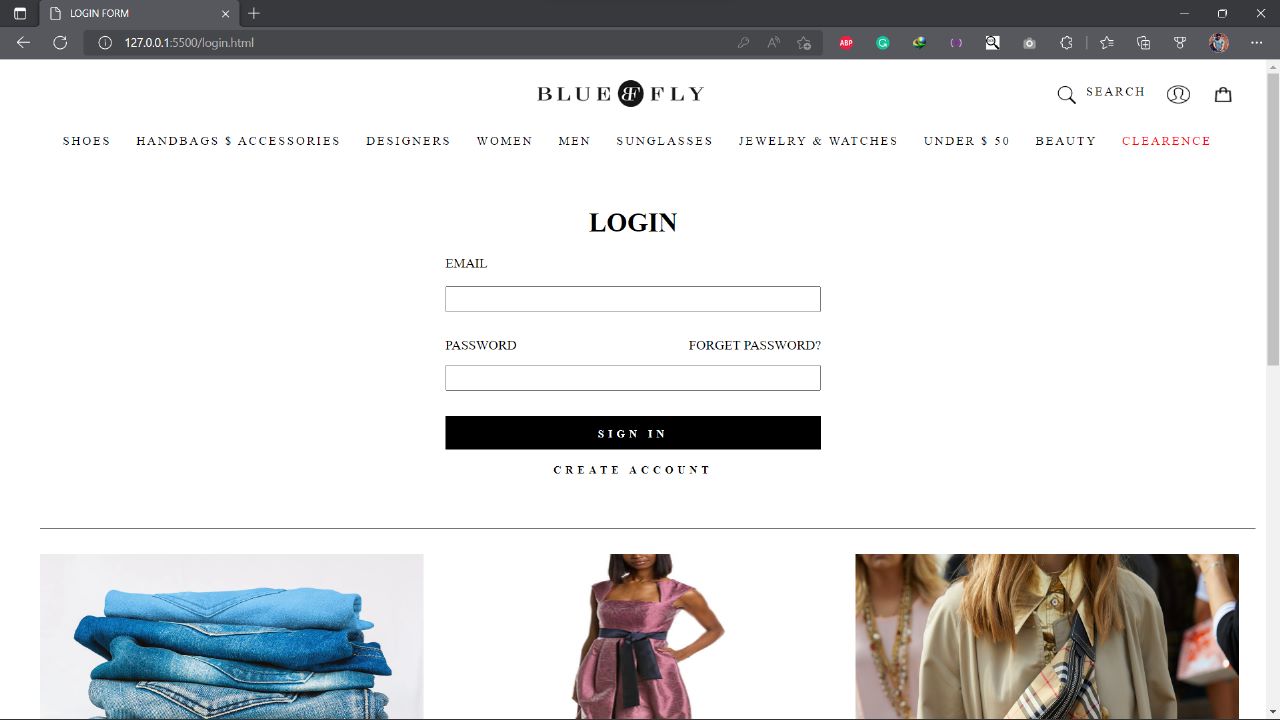 LOGIN FORM
127.0.0.1:5500/login.html
ABP
BLUE BF FLY
SEARCH
SHOES HANDBAGS $ ACCESSORIES DESIGNERS WOMEN MEN SUNGLASSES JEWELRY & WATCHES UNDER $ 50 BEAUTY CLEARENCE
LOGIN
EMAIL
PASSWORD FORGET PASSWORD?
SIGN IN
CREATE ACCOUNT